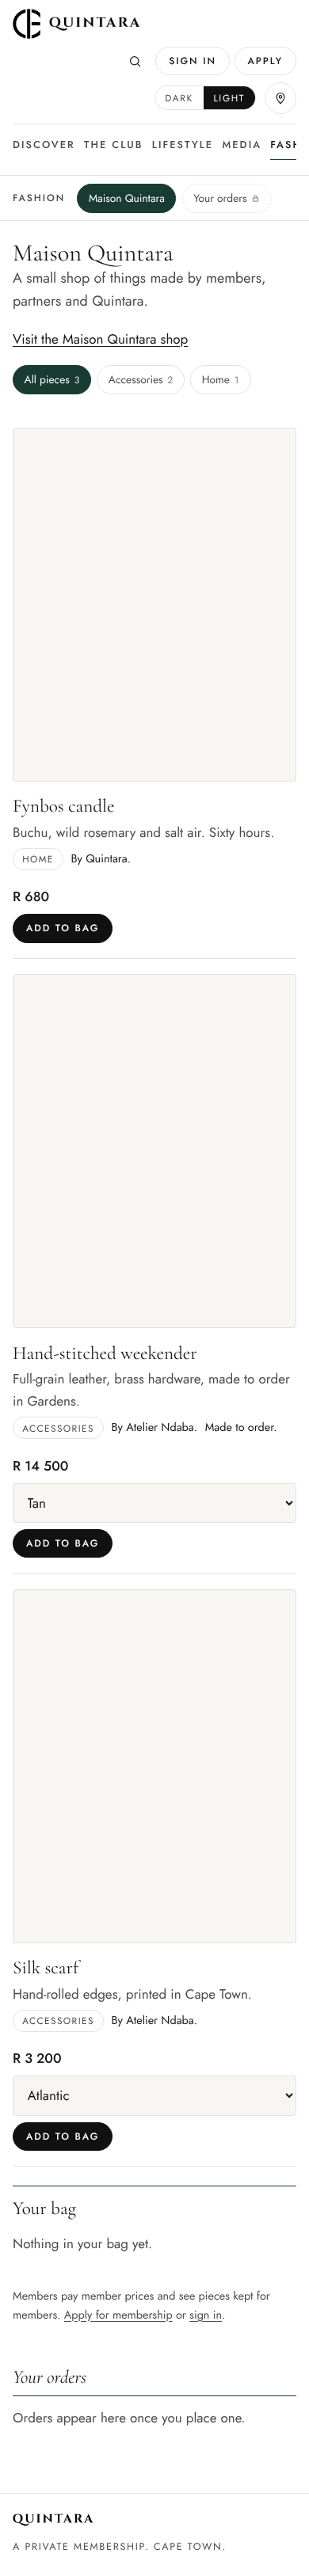 QUINTARA
SIGN IN APPLY
DARK LIGHT
DISCOVER THE CLUB LIFESTYLE MEDIA
FASHION Maison Quintara Your orders
Maison Quintara
A small shop of things made by members,
partners and Quintara.
Visit the Maison Quintara shop
All pieces 3 Accessories 2 Home 1
Fynbos candle
Buchu, wild rosemary and salt air. Sixty hours.
HOME By Quintara.
R 680
ADD TO BAG
Hand-stitched weekender
Full-grain leather, brass hardware, made to order
in Gardens.
ACCESSORIES By Atelier Ndaba. Made to order.
R 14 500
Tan
ADD TO BAG
Silk scarf
Hand-rolled edges, printed in Cape Town.
ACCESSORIES By Atelier Ndaba.
R 3 200
Atlantic
ADD TO BAG
Your bag
Nothing in your bag yet.
Members pay member prices and see pieces kept for
members. Apply for membership or sign in.
Your orders
Orders appear here once you place one.
QUINTARA
A PRIVATE MEMBERSHIP. CAPE TOWN.